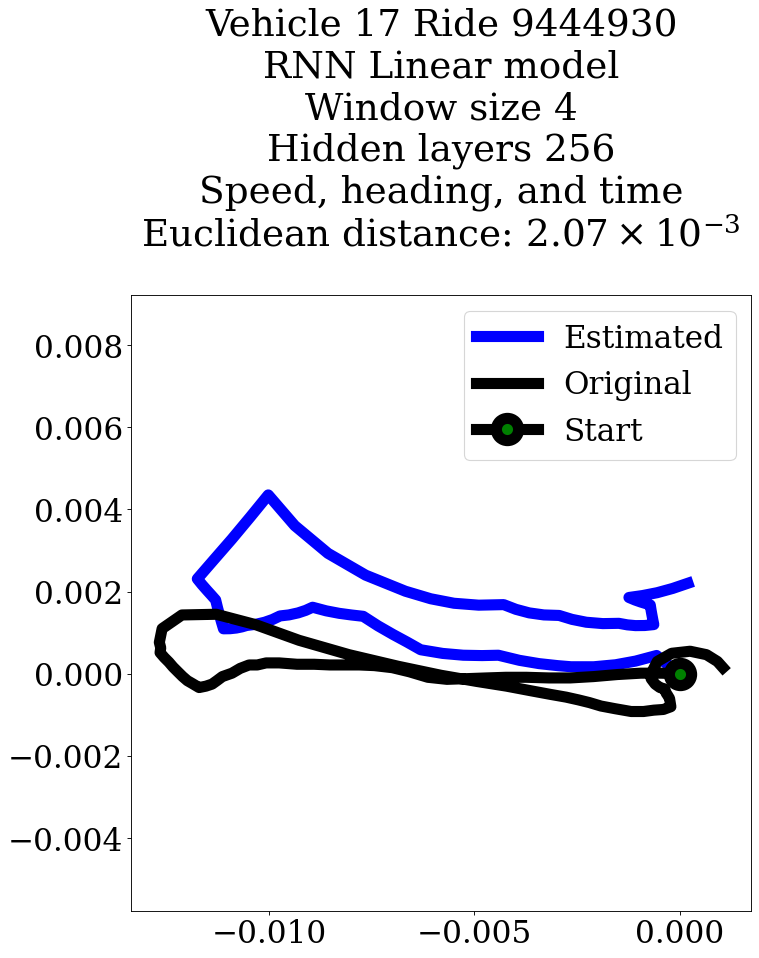 Vehicle 17 Ride 9444930
RNN Linear model
Window size 4
Hidden layers 256
Speed, heading, and time
Euclidean distance: 2.07 × 10⁻³
Estimated
Original
Start
0.008
0.006
0.004
0.002
0.000
−0.002
−0.004
−0.010
−0.005
0.000